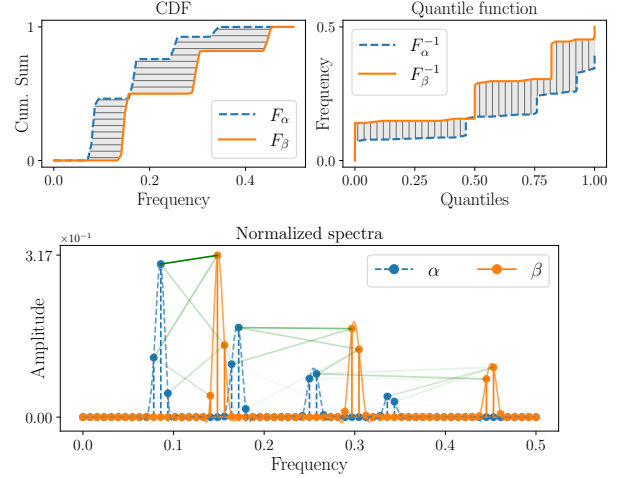 CDF
Cum. Sum
1
0
F_α
F_β
0.0
0.2
0.4
Frequency
Quantile function
Frequency
0.5
0.0
F_α^{-1}
F_β^{-1}
0.00
0.25
0.50
0.75
1.00
Quantiles
Normalized spectra
×10^{-1}
Amplitude
3.17
0.00
α
β
0.0
0.1
0.2
0.3
0.4
0.5
Frequency